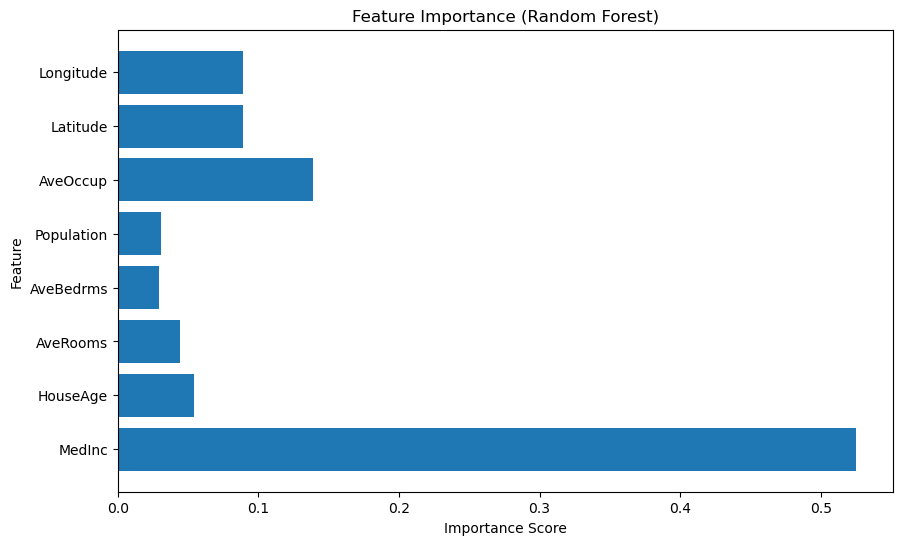 Feature Importance (Random Forest)
Feature
Longitude
Latitude
AveOccup
Population
AveBedrms
AveRooms
HouseAge
MedInc
0.0 0.1 0.2 0.3 0.4 0.5
Importance Score